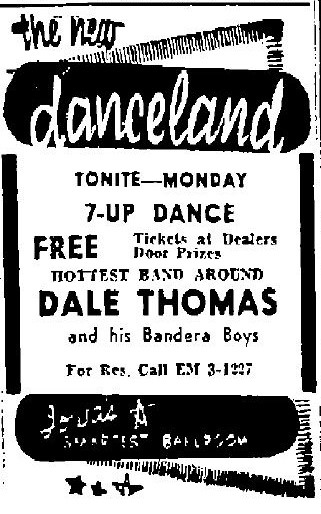 the new
danceland
TONITE—MONDAY
7-UP DANCE
FREE Tickets at Dealers
Door Prizes
HOTTEST BAND AROUND
DALE THOMAS
and his Bandera Boys
For Res. Call EM 3-1227
Iowa's
SMARTEST BALLROOM